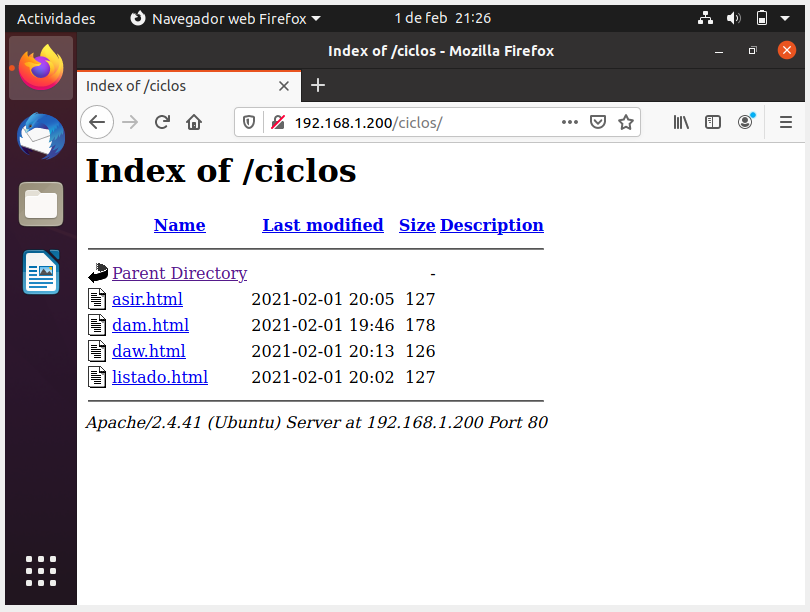 Actividades Navegador web Firefox 1 de feb 21:26
Index of /ciclos - Mozilla Firefox
Index of /ciclos
192.168.1.200/ciclos/
Index of /ciclos
Name Last modified Size Description
Parent Directory -
asir.html 2021-02-01 20:05 127
dam.html 2021-02-01 19:46 178
daw.html 2021-02-01 20:13 126
listado.html 2021-02-01 20:02 127
Apache/2.4.41 (Ubuntu) Server at 192.168.1.200 Port 80